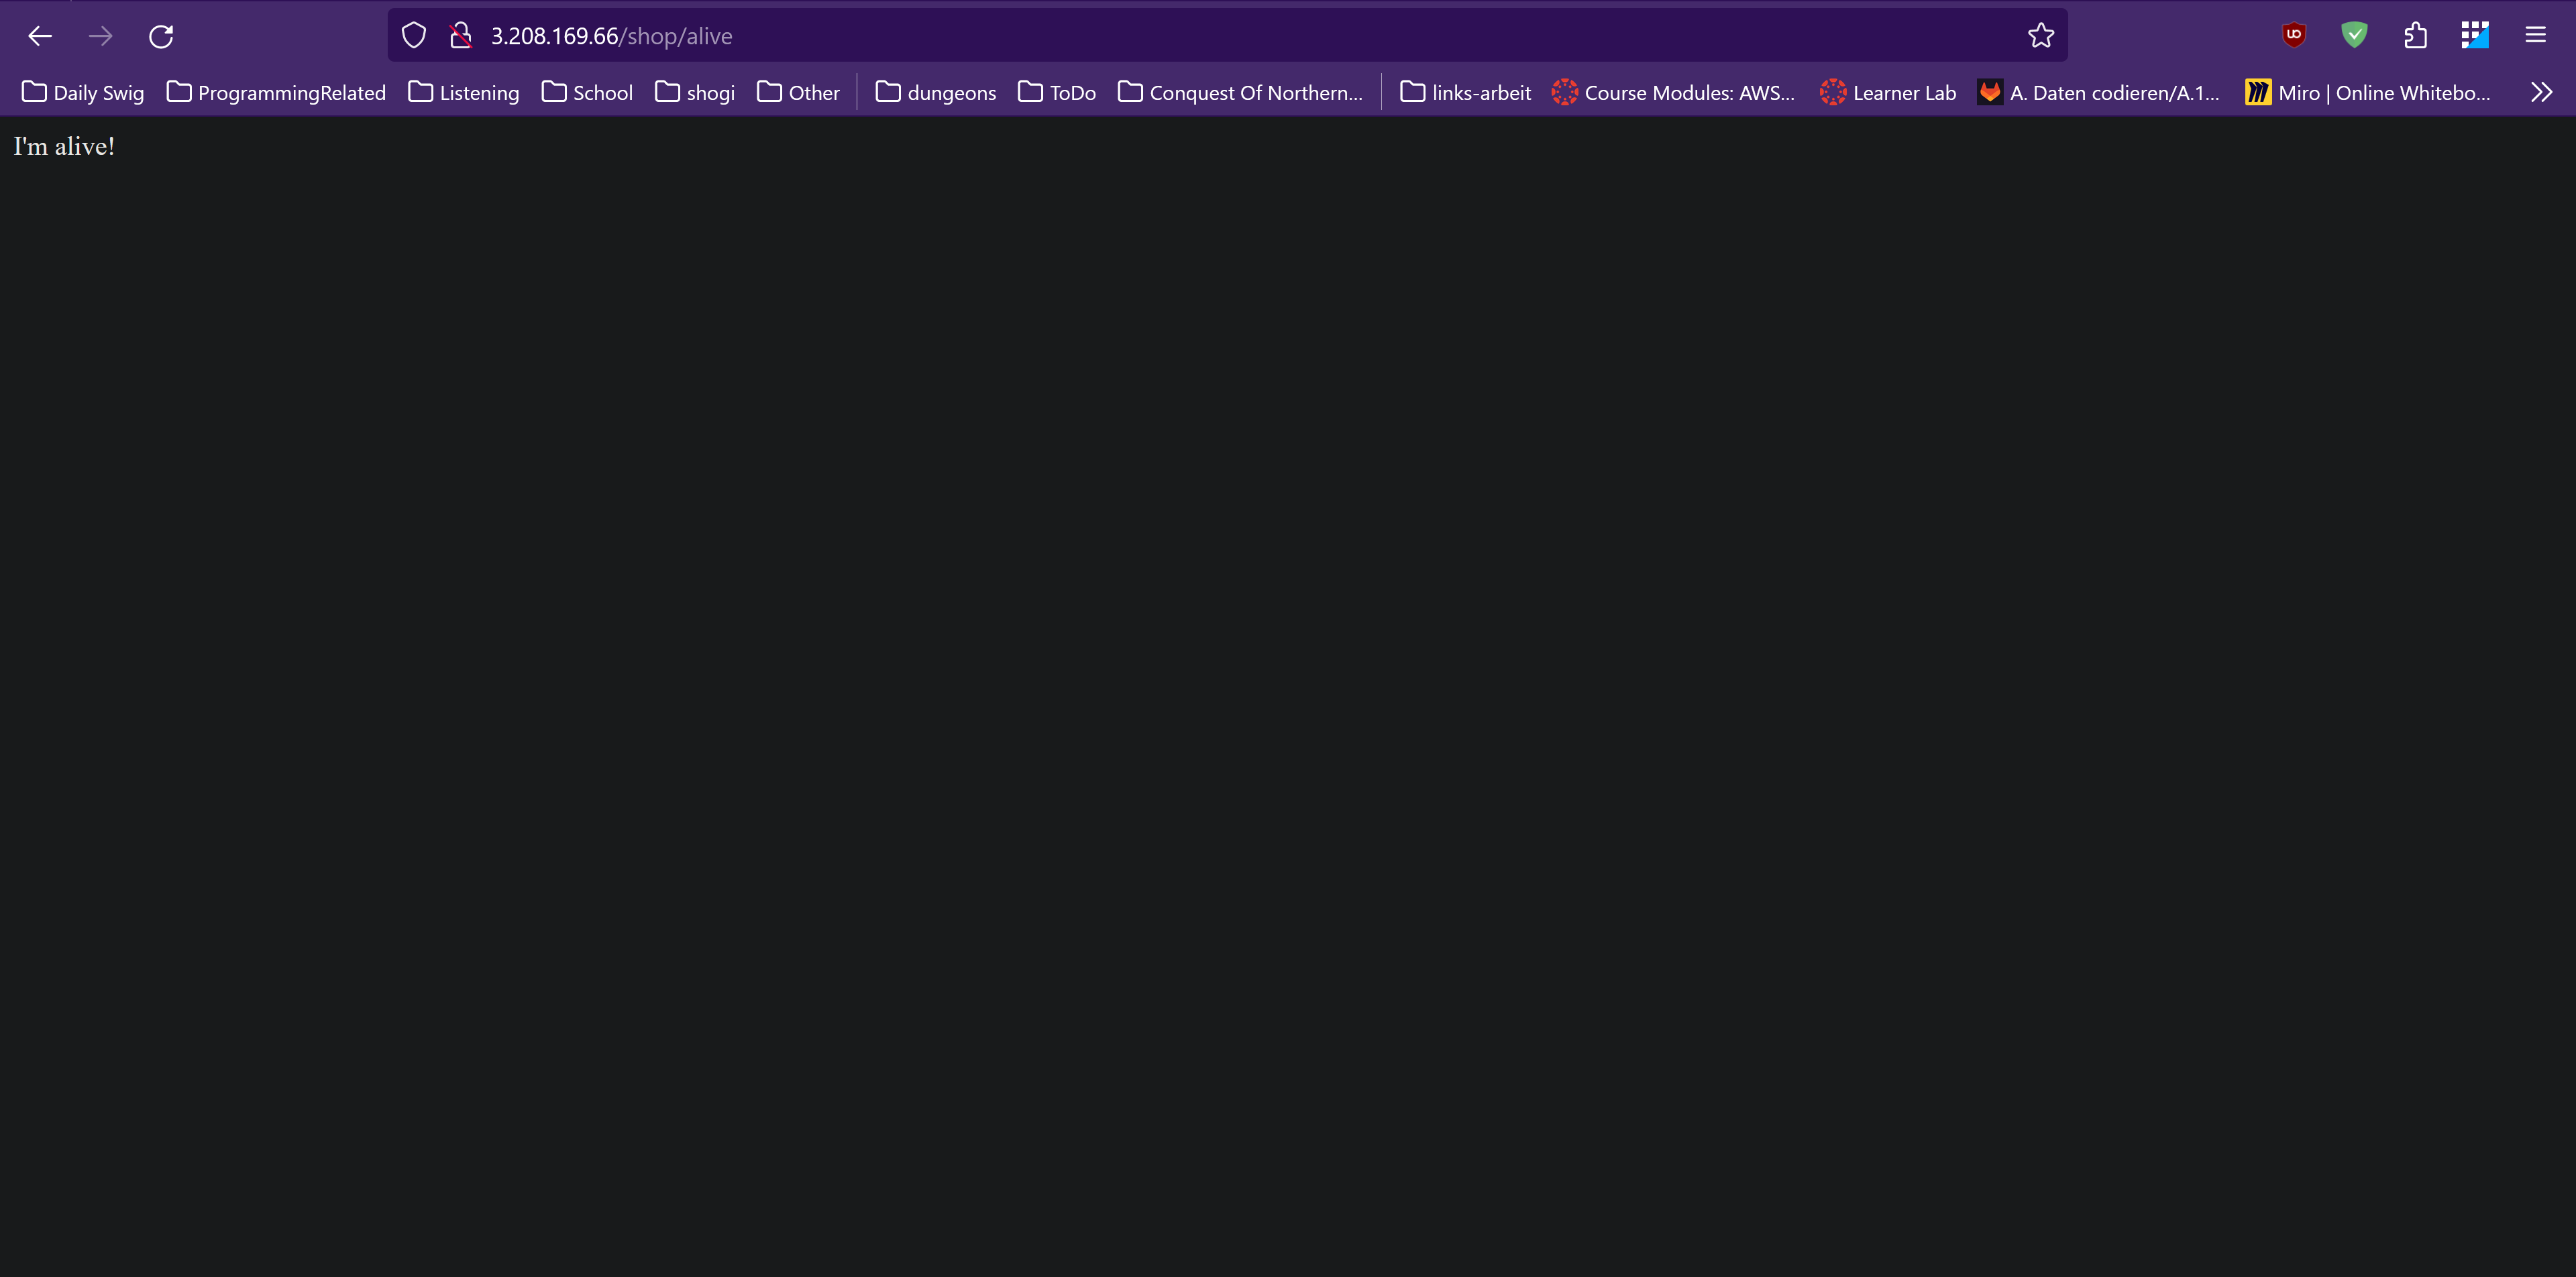 3.208.169.66/shop/alive
Daily Swig ProgrammingRelated Listening School shogi Other dungeons ToDo Conquest Of Northern... links-arbeit Course Modules: AWS... Learner Lab A. Daten codieren/A.1... Miro | Online Whitebo...
I'm alive!